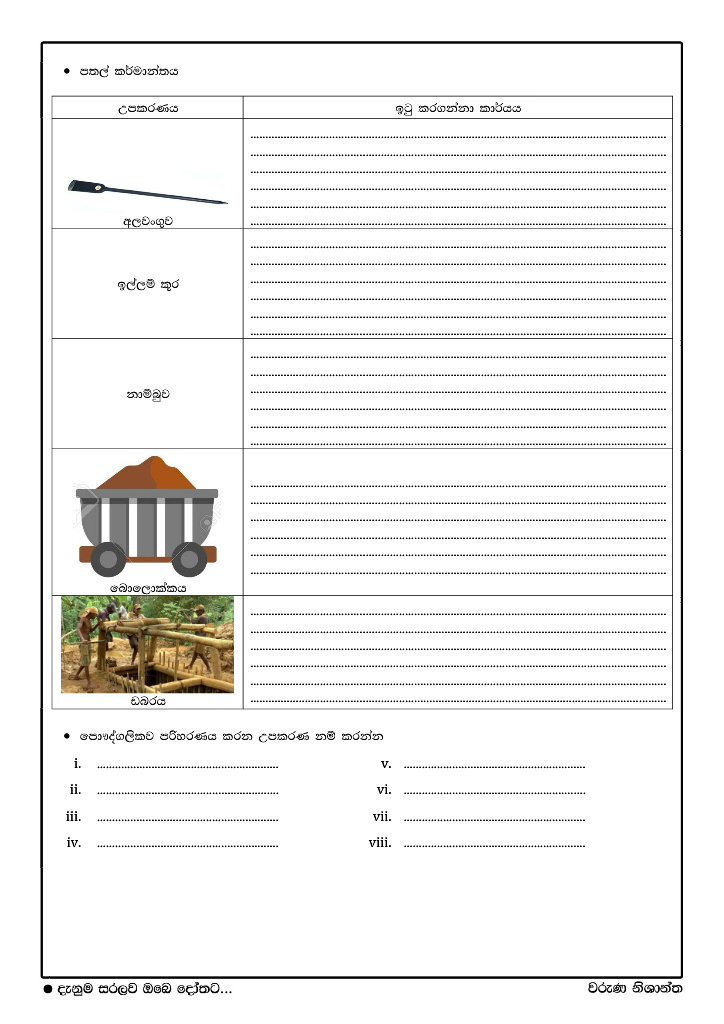 ● පතල් කර්මාන්තය
උපකරණය
ඉටු කරගන්නා කාර්යය
අලවංගුව
ඉල්ලම් කූර
නාම්බුව
බොලොක්කය
ඩබරය
● පෞද්ගලිකව පරිහරණය කරන උපකරණ නම් කරන්න
i. ............................................................. v. .............................................................
ii. ............................................................. vi. .............................................................
iii. ............................................................. vii. .............................................................
iv. ............................................................. viii. .............................................................
● දැනුම සරලව ඔබෙ දෝතට... වරුණ නිශාන්ත